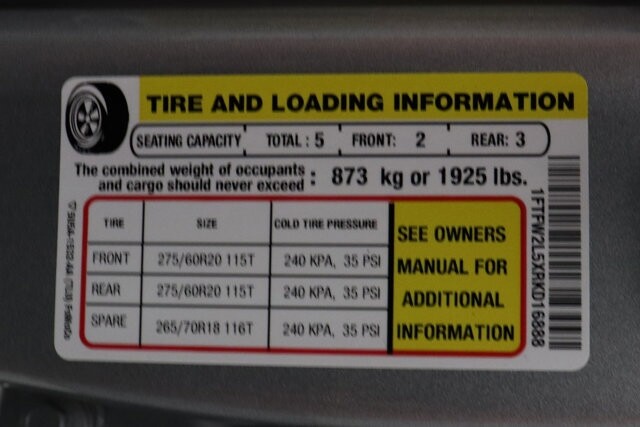 TIRE AND LOADING INFORMATION
SEATING CAPACITY TOTAL : 5 FRONT: 2 REAR: 3
The combined weight of occupants
and cargo should never exceed : 873 kg or 1925 lbs.
TIRE SIZE COLD TIRE PRESSURE
FRONT 275/60R20 115T 240 KPA, 35 PSI
REAR 275/60R20 115T 240 KPA, 35 PSI
SPARE 265/70R18 116T 240 KPA, 35 PSI
SEE OWNERS
MANUAL FOR
ADDITIONAL
INFORMATION